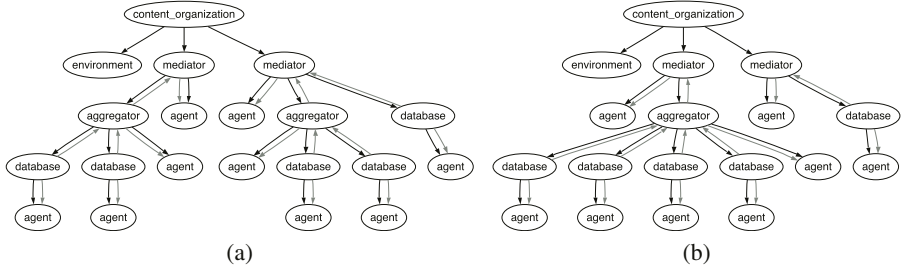 content_organization
environment mediator mediator
aggregator agent agent aggregator database
database database agent agent database database agent
agent agent agent agent
(a)
content_organization
environment mediator mediator
agent aggregator agent database
database database database database agent agent
agent agent agent agent
(b)